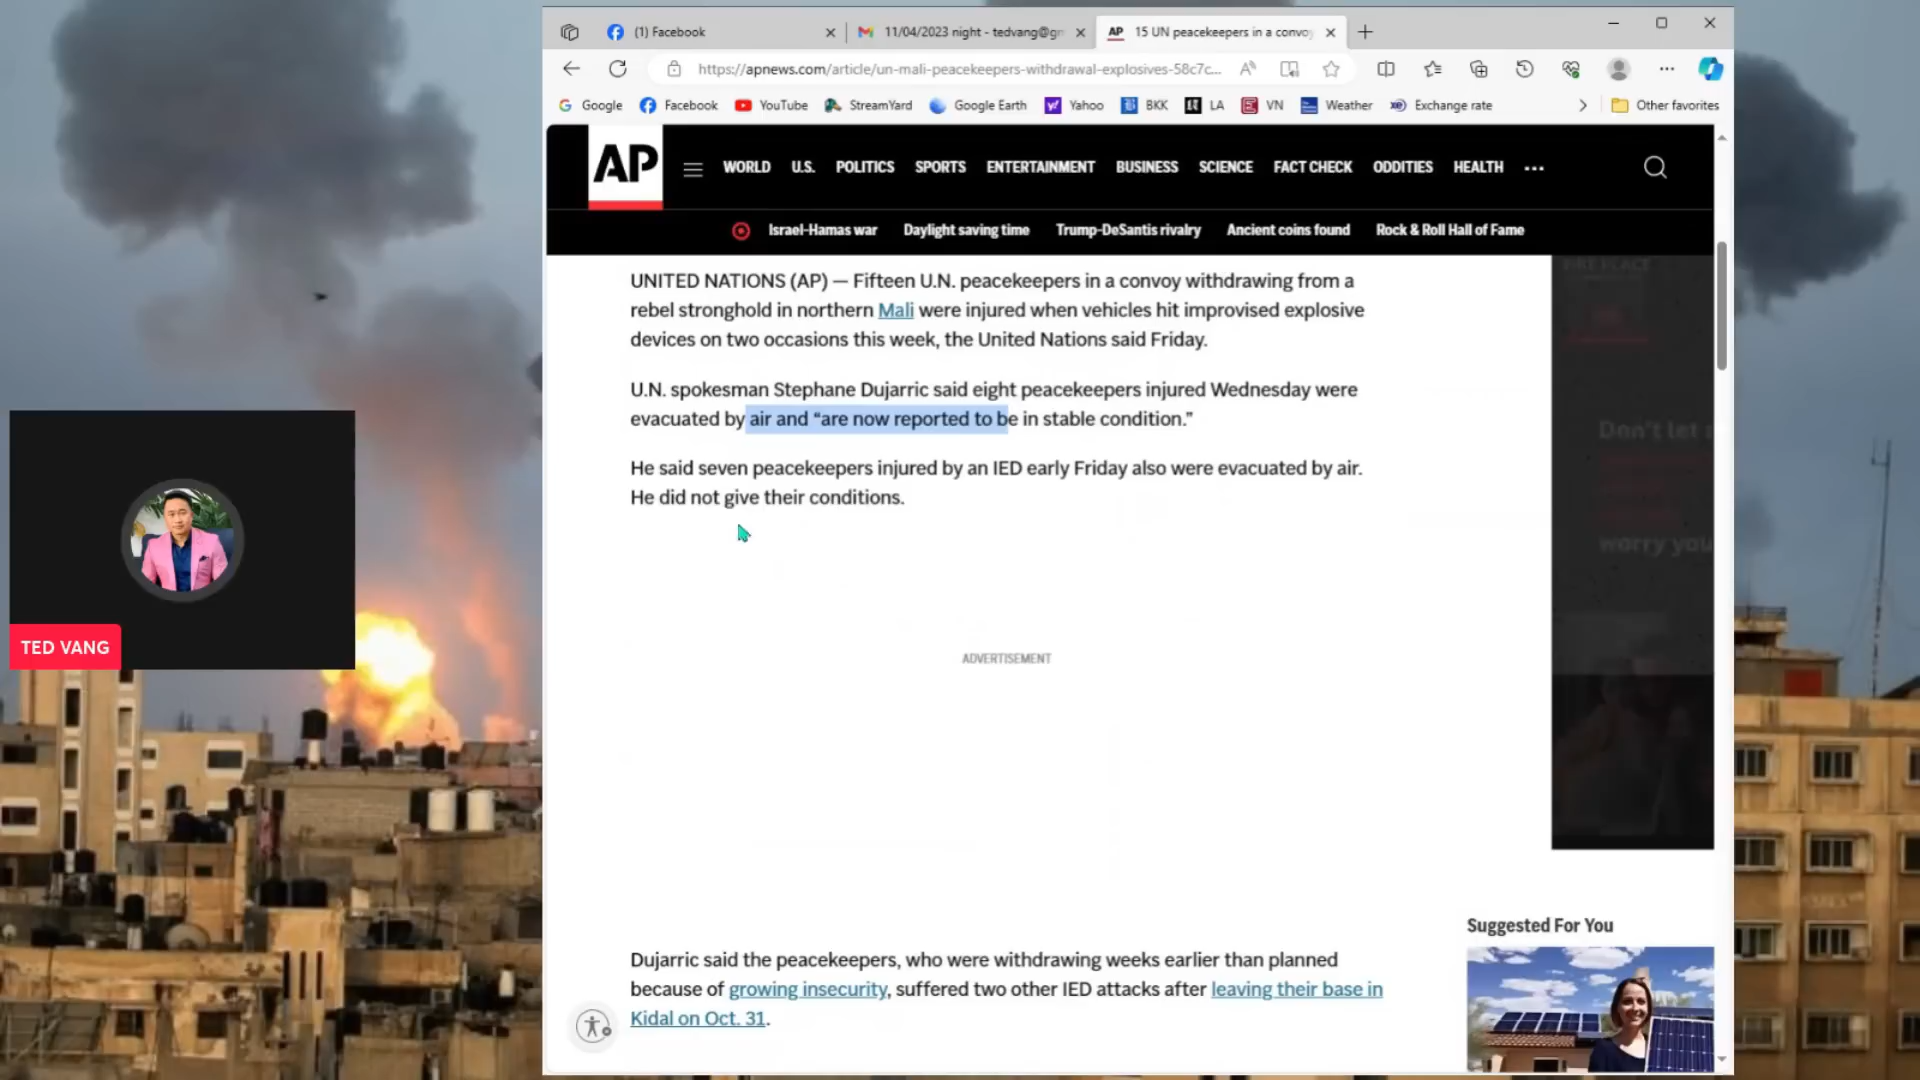 (1) Facebook
11/04/2023 night - tedvang@gm
AP 15 UN peacekeepers in a convoy
https://apnews.com/article/un-mali-peacekeepers-withdrawal-explosives-58c7c...
Google Facebook YouTube StreamYard Google Earth Yahoo BKK LA VN Weather Exchange rate Other favorites
AP WORLD U.S. POLITICS SPORTS ENTERTAINMENT BUSINESS SCIENCE FACT CHECK ODDITIES HEALTH
Israel-Hamas war Daylight saving time Trump-DeSantis rivalry Ancient coins found Rock & Roll Hall of Fame
UNITED NATIONS (AP) — Fifteen U.N. peacekeepers in a convoy withdrawing from a
rebel stronghold in northern Mali were injured when vehicles hit improvised explosive
devices on two occasions this week, the United Nations said Friday.
U.N. spokesman Stephane Dujarric said eight peacekeepers injured Wednesday were
evacuated by air and “are now reported to be in stable condition.”
He said seven peacekeepers injured by an IED early Friday also were evacuated by air.
He did not give their conditions.
Don't let
worry you
TED VANG
ADVERTISEMENT
Suggested For You
Dujarric said the peacekeepers, who were withdrawing weeks earlier than planned
because of growing insecurity, suffered two other IED attacks after leaving their base in
Kidal on Oct. 31.